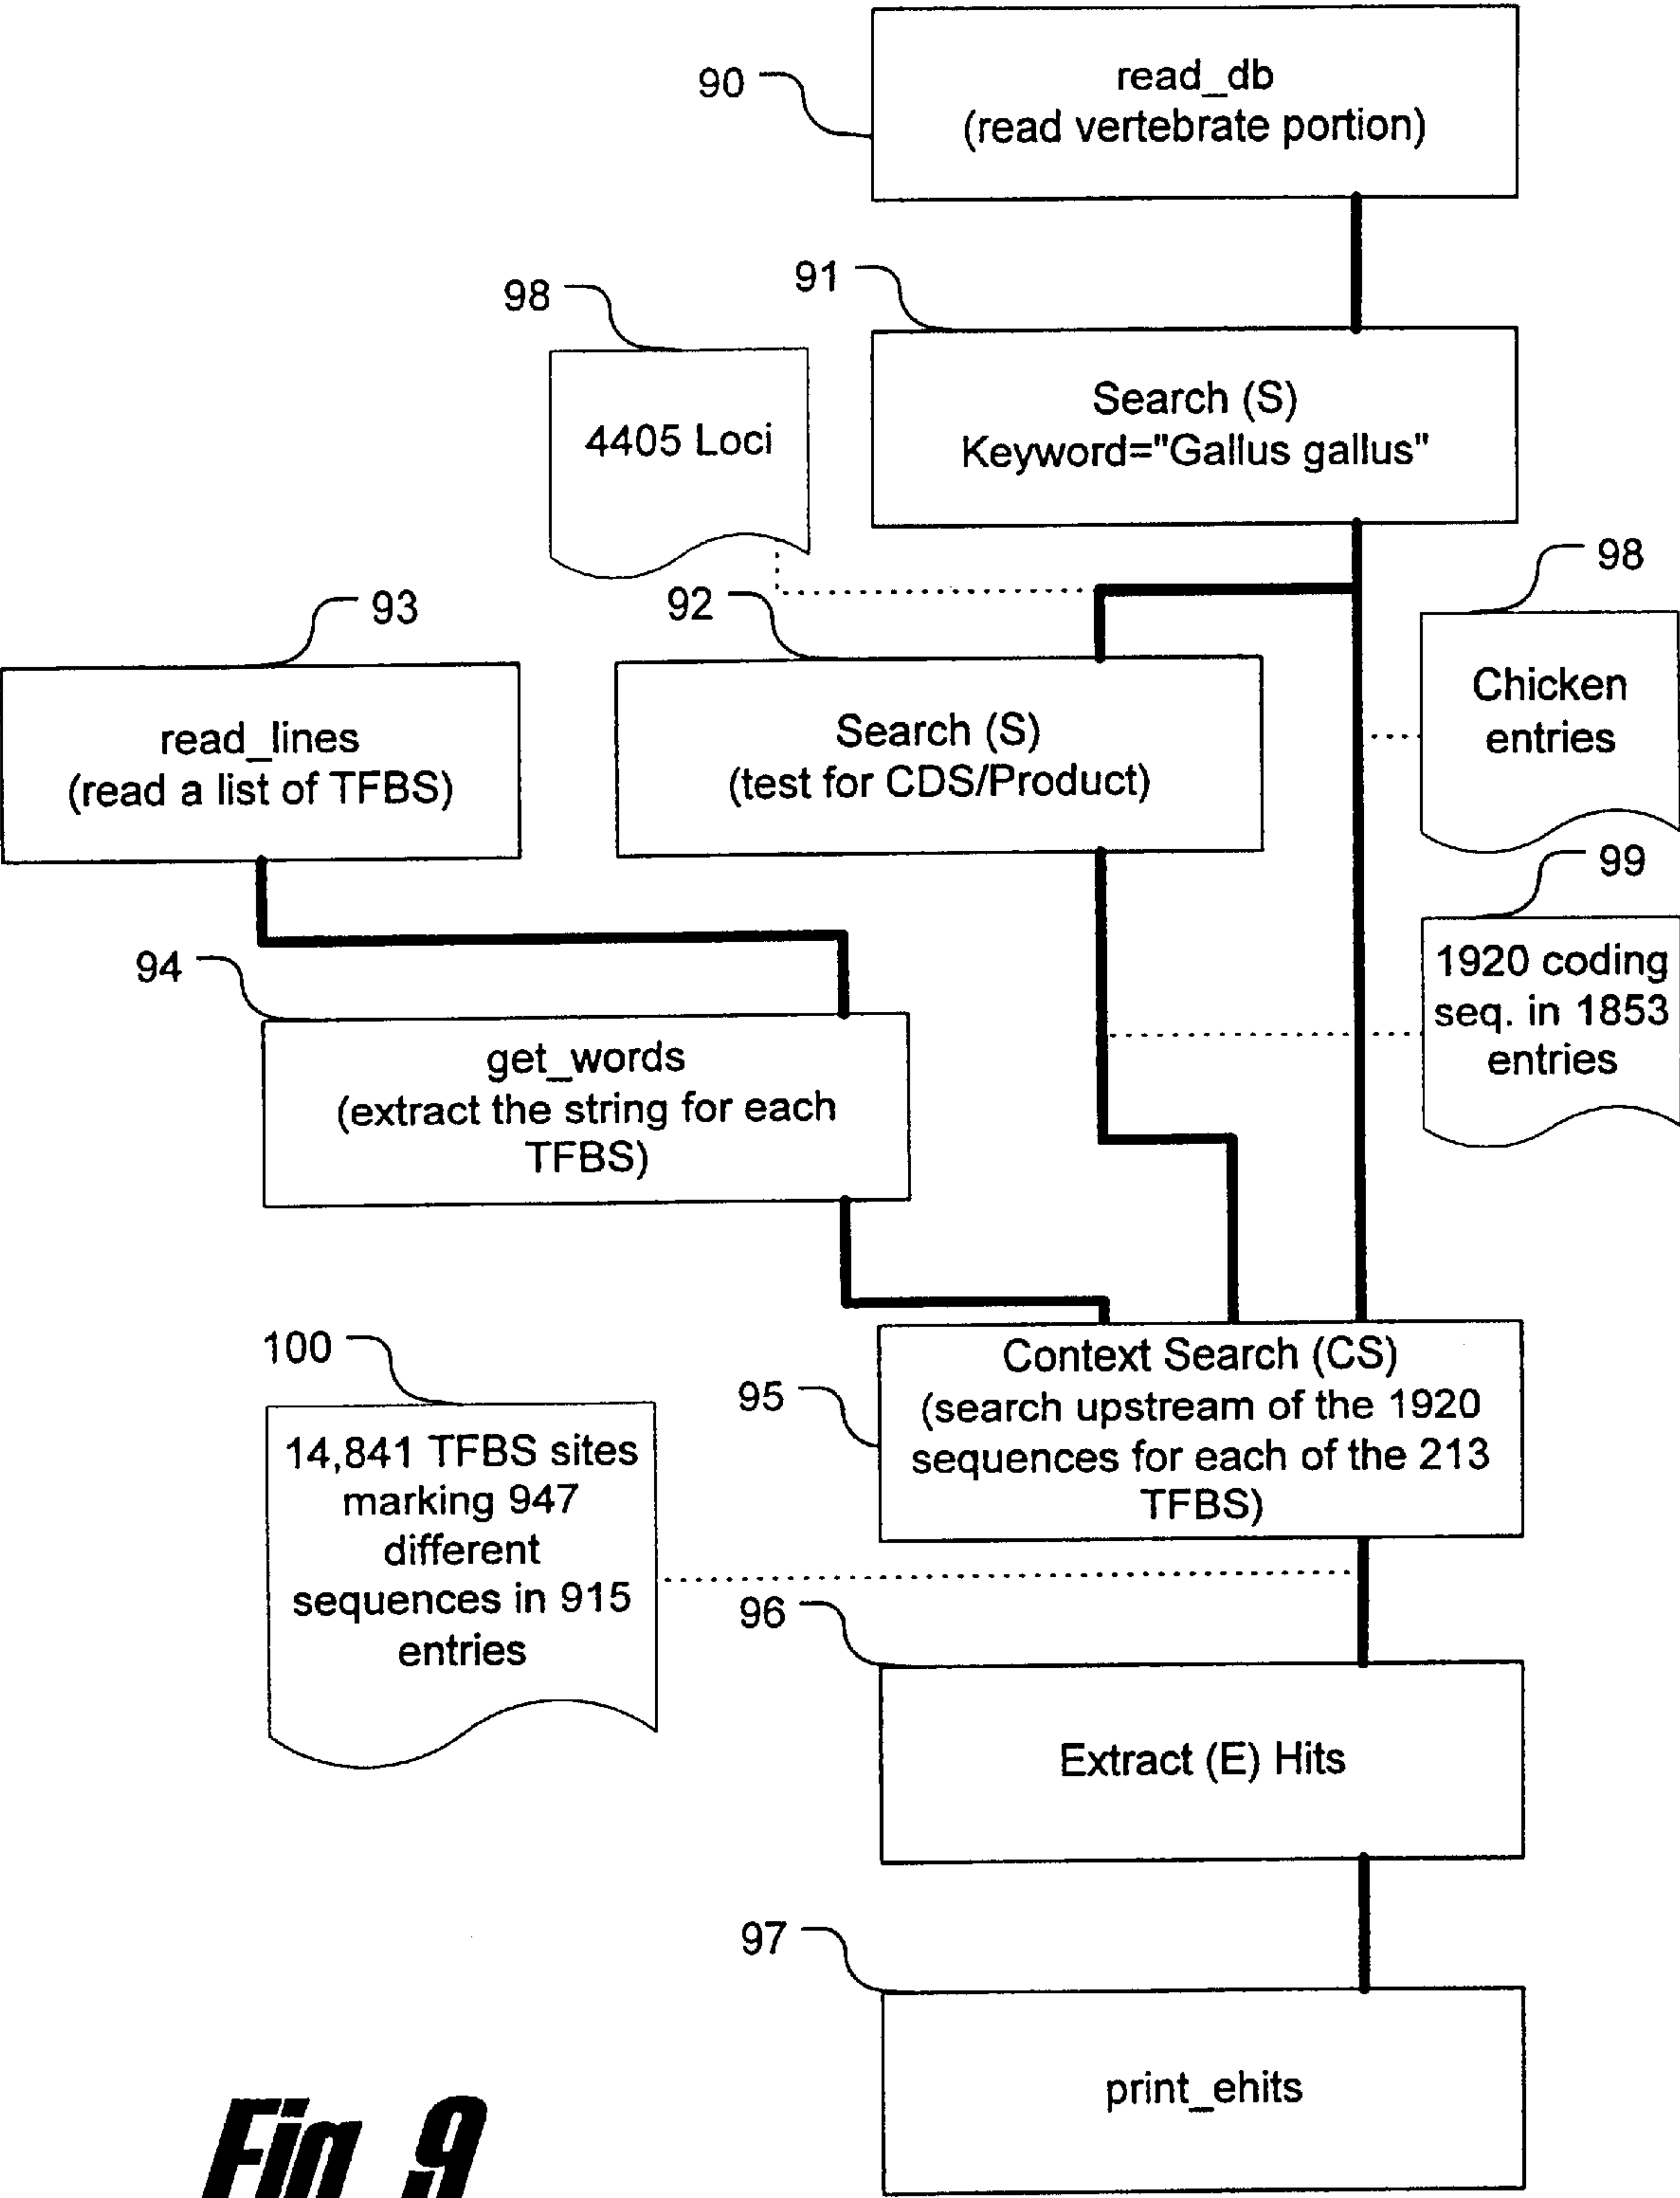 90
read_db
(read vertebrate portion)
91
98
Search (S)
Keyword="Gallus gallus"
4405 Loci
98
93
92
Chicken
entries
read_lines
(read a list of TFBS)
Search (S)
(test for CDS/Product)
99
94
1920 coding
seq. in 1853
entries
get_words
(extract the string for each
TFBS)
100
95
Context Search (CS)
(search upstream of the 1920
sequences for each of the 213
TFBS)
14,841 TFBS sites
marking 947
different
sequences in 915
entries
96
Extract (E) Hits
97
print_ehits
Fig 9